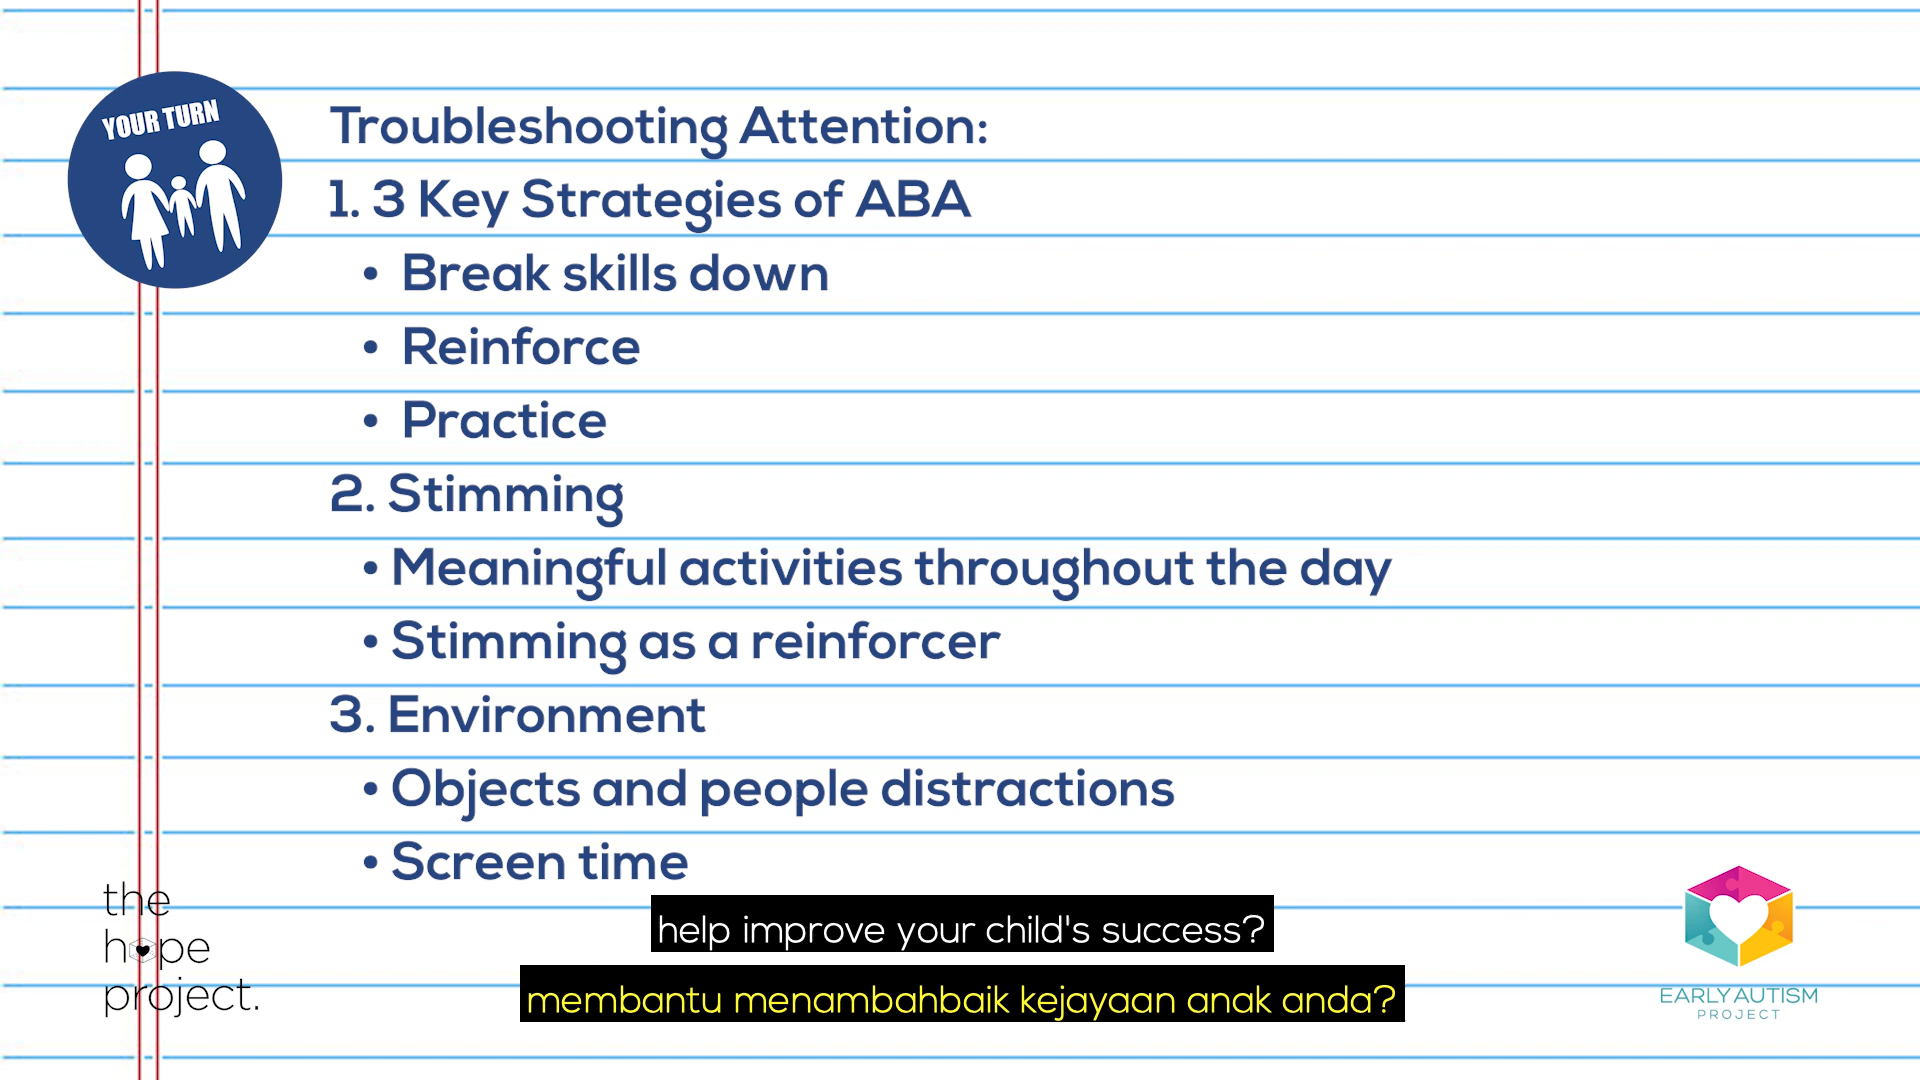 YOUR TURN
Troubleshooting Attention:
1. 3 Key Strategies of ABA
• Break skills down
• Reinforce
• Practice
2. Stimming
• Meaningful activities throughout the day
• Stimming as a reinforcer
3. Environment
• Objects and people distractions
• Screen time
the
hope
project.
help improve your child's success?
membantu menambahbaik kejayaan anak anda?
EARLY AUTISM
PROJECT